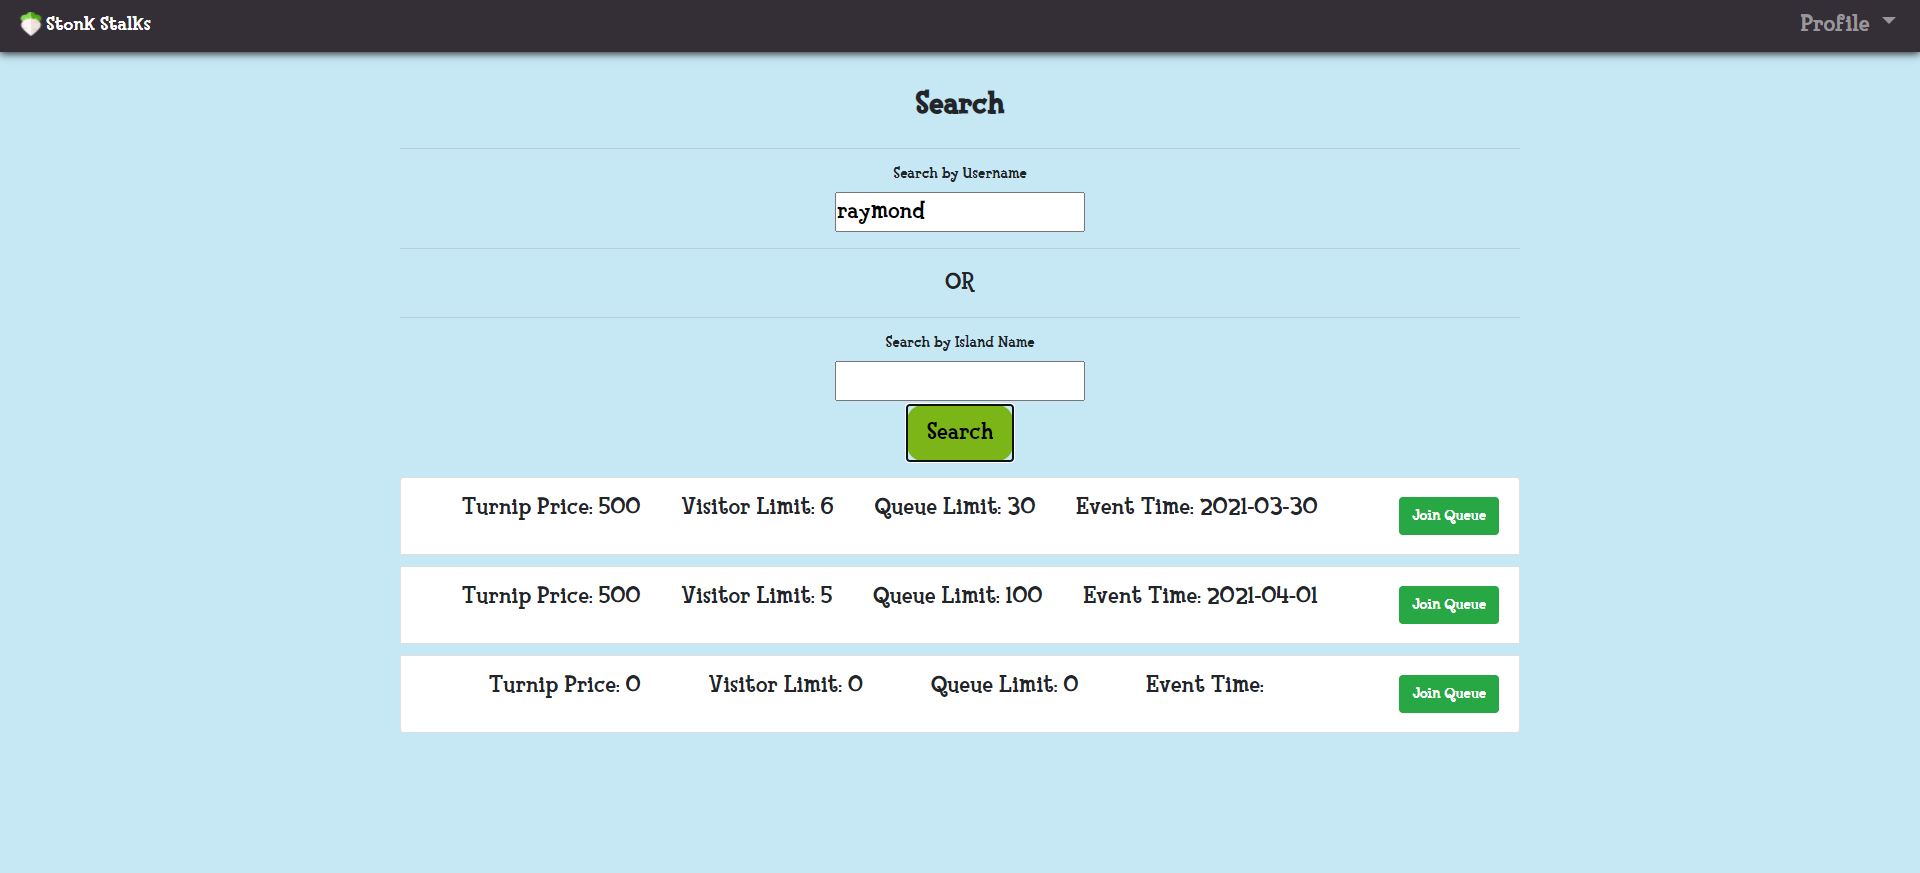 Stonk Stalks
Profile
Search
Search by Username
raymond
OR
Search by Island Name
Search
Turnip Price: 500 Visitor Limit: 6 Queue Limit: 30 Event Time: 2021-03-30 Join Queue
Turnip Price: 500 Visitor Limit: 5 Queue Limit: 100 Event Time: 2021-04-01 Join Queue
Turnip Price: 0 Visitor Limit: 0 Queue Limit: 0 Event Time: Join Queue